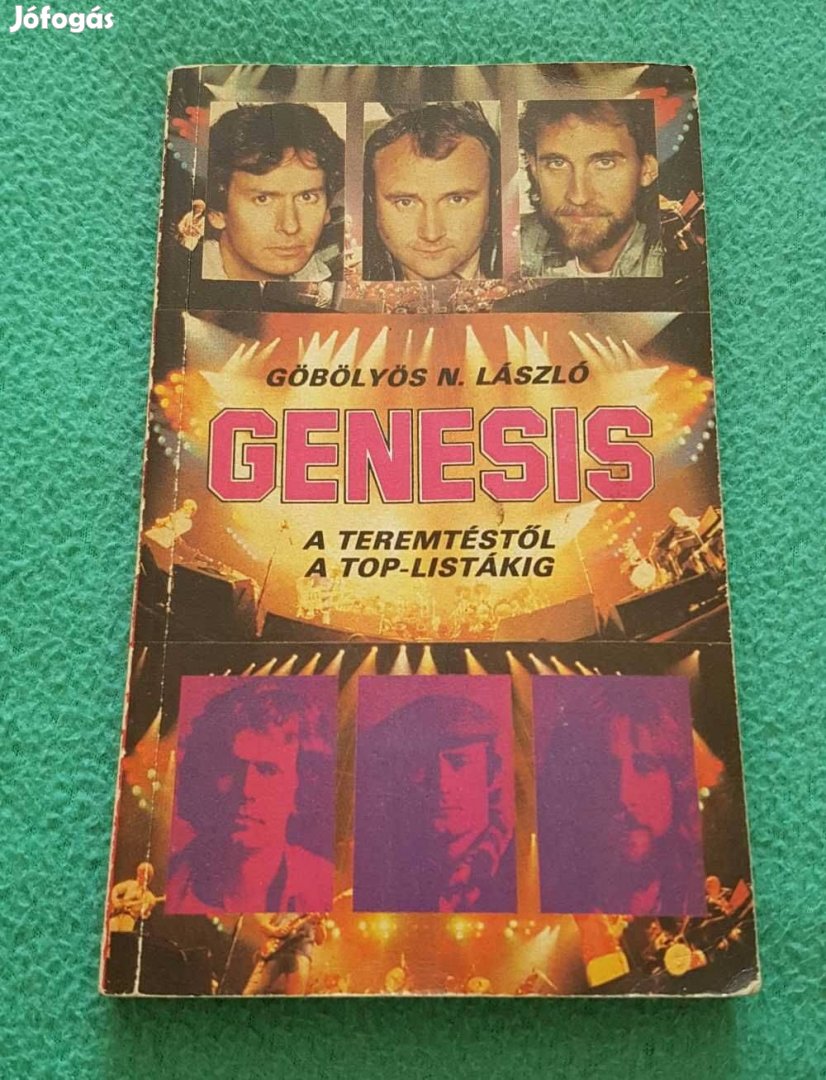 Jófogás
GÖBÖLYÖS N. LÁSZLÓ
GENESIS
A TEREMTÉSTŐL
A TOP-LISTÁKIG